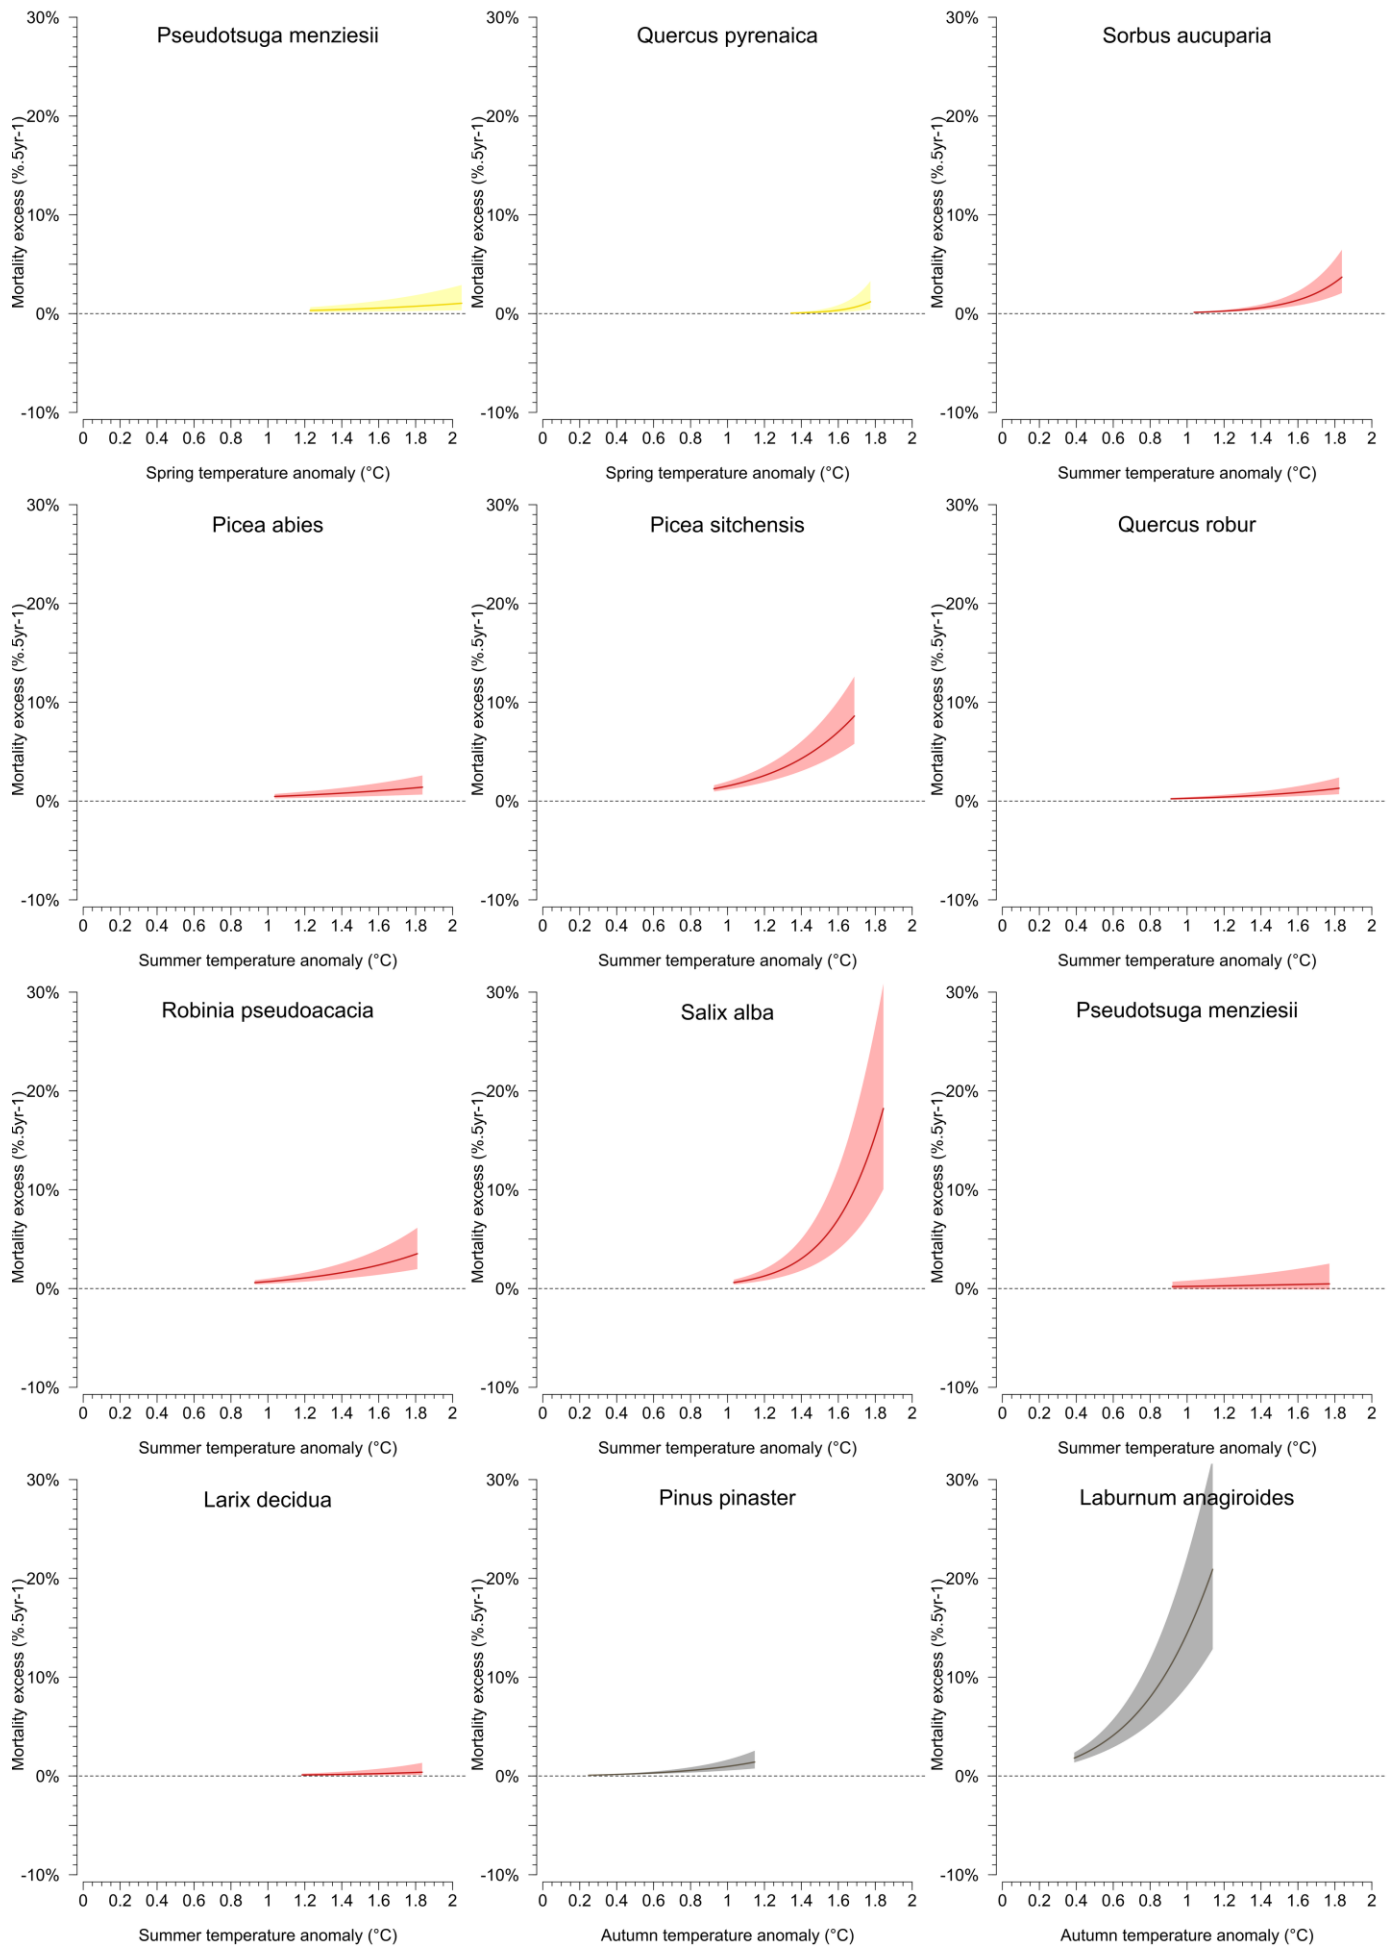 Pseudotsuga menziesii
30%
20%
10%
0%
-10%
Mortality excess (%.5yr-1)
0 0.2 0.4 0.6 0.8 1 1.2 1.4 1.6 1.8 2
Spring temperature anomaly (°C)
Quercus pyrenaica
30%
20%
10%
0%
-10%
Mortality excess (%.5yr-1)
0 0.2 0.4 0.6 0.8 1 1.2 1.4 1.6 1.8 2
Spring temperature anomaly (°C)
Sorbus aucuparia
30%
20%
10%
0%
-10%
Mortality excess (%.5yr-1)
0 0.2 0.4 0.6 0.8 1 1.2 1.4 1.6 1.8 2
Summer temperature anomaly (°C)
Picea abies
30%
20%
10%
0%
-10%
Mortality excess (%.5yr-1)
0 0.2 0.4 0.6 0.8 1 1.2 1.4 1.6 1.8 2
Summer temperature anomaly (°C)
Picea sitchensis
30%
20%
10%
0%
-10%
Mortality excess (%.5yr-1)
0 0.2 0.4 0.6 0.8 1 1.2 1.4 1.6 1.8 2
Summer temperature anomaly (°C)
Quercus robur
30%
20%
10%
0%
-10%
Mortality excess (%.5yr-1)
0 0.2 0.4 0.6 0.8 1 1.2 1.4 1.6 1.8 2
Summer temperature anomaly (°C)
Robinia pseudoacacia
30%
20%
10%
0%
-10%
Mortality excess (%.5yr-1)
0 0.2 0.4 0.6 0.8 1 1.2 1.4 1.6 1.8 2
Summer temperature anomaly (°C)
Salix alba
30%
20%
10%
0%
-10%
Mortality excess (%.5yr-1)
0 0.2 0.4 0.6 0.8 1 1.2 1.4 1.6 1.8 2
Summer temperature anomaly (°C)
Pseudotsuga menziesii
30%
20%
10%
0%
-10%
Mortality excess (%.5yr-1)
0 0.2 0.4 0.6 0.8 1 1.2 1.4 1.6 1.8 2
Summer temperature anomaly (°C)
Larix decidua
30%
20%
10%
0%
-10%
Mortality excess (%.5yr-1)
0 0.2 0.4 0.6 0.8 1 1.2 1.4 1.6 1.8 2
Summer temperature anomaly (°C)
Pinus pinaster
30%
20%
10%
0%
-10%
Mortality excess (%.5yr-1)
0 0.2 0.4 0.6 0.8 1 1.2 1.4 1.6 1.8 2
Autumn temperature anomaly (°C)
Laburnum anagiroides
30%
20%
10%
0%
-10%
Mortality excess (%.5yr-1)
0 0.2 0.4 0.6 0.8 1 1.2 1.4 1.6 1.8 2
Autumn temperature anomaly (°C)